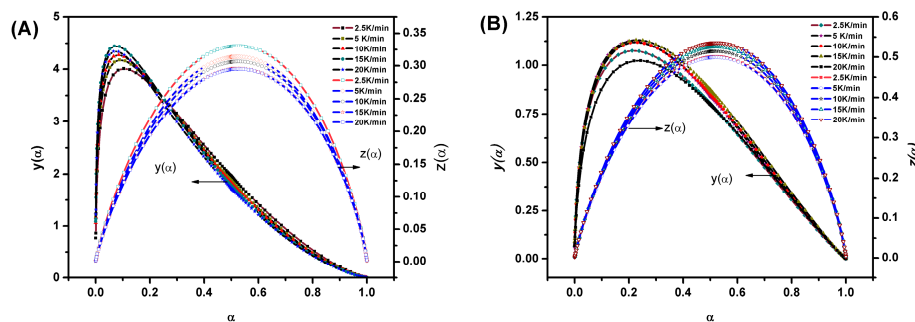 (A)
y(α)
5
4
3
2
1
0
0.0 0.2 0.4 0.6 0.8 1.0
α
2.5K/min
5 K/min
10K/min
15K/min
20K/min
2.5K/min
5K/min
10K/min
15K/min
20K/min
0.35
0.30
0.25
0.20
0.15
0.10
0.05
0.00
z(α)
y(α)
z(α)
(B)
y(α)
1.25
1.00
0.75
0.50
0.25
0.00
0.0 0.2 0.4 0.6 0.8 1.0
α
2.5K/min
5 K/min
10K/min
15K/min
20K/min
2.5K/min
5K/min
10K/min
15K/min
20K/min
0.6
0.5
0.4
0.3
0.2
0.1
0.0
z(α)
z(α)
y(α)